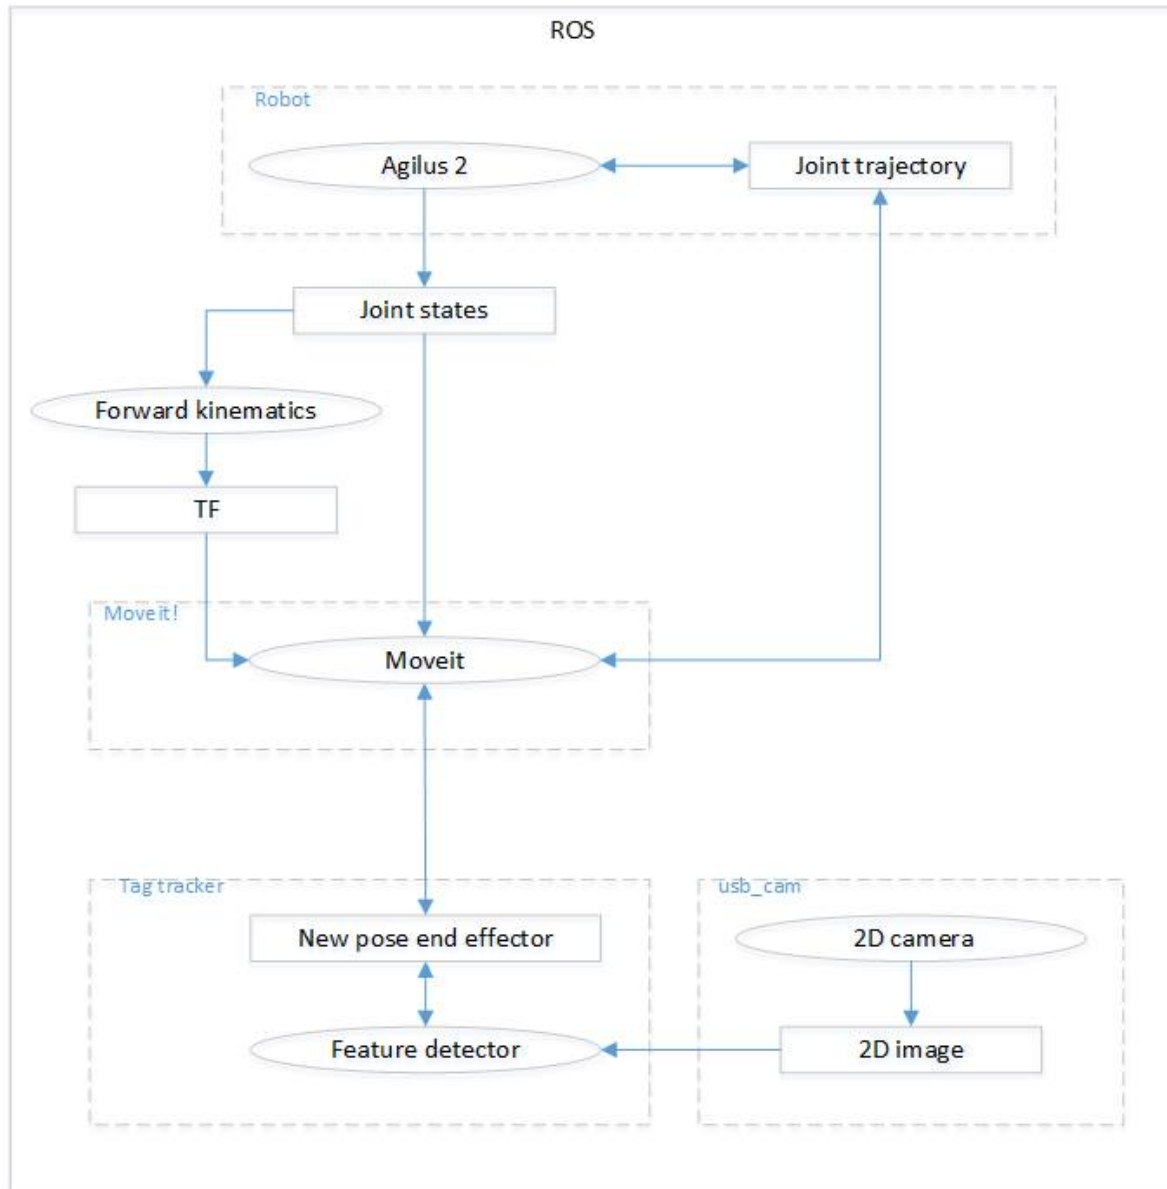 ROS
Robot
Agilus 2
Joint trajectory
Joint states
Forward kinematics
TF
Moveit!
Moveit
Tag tracker
usb_cam
New pose end effector
2D camera
Feature detector
2D image